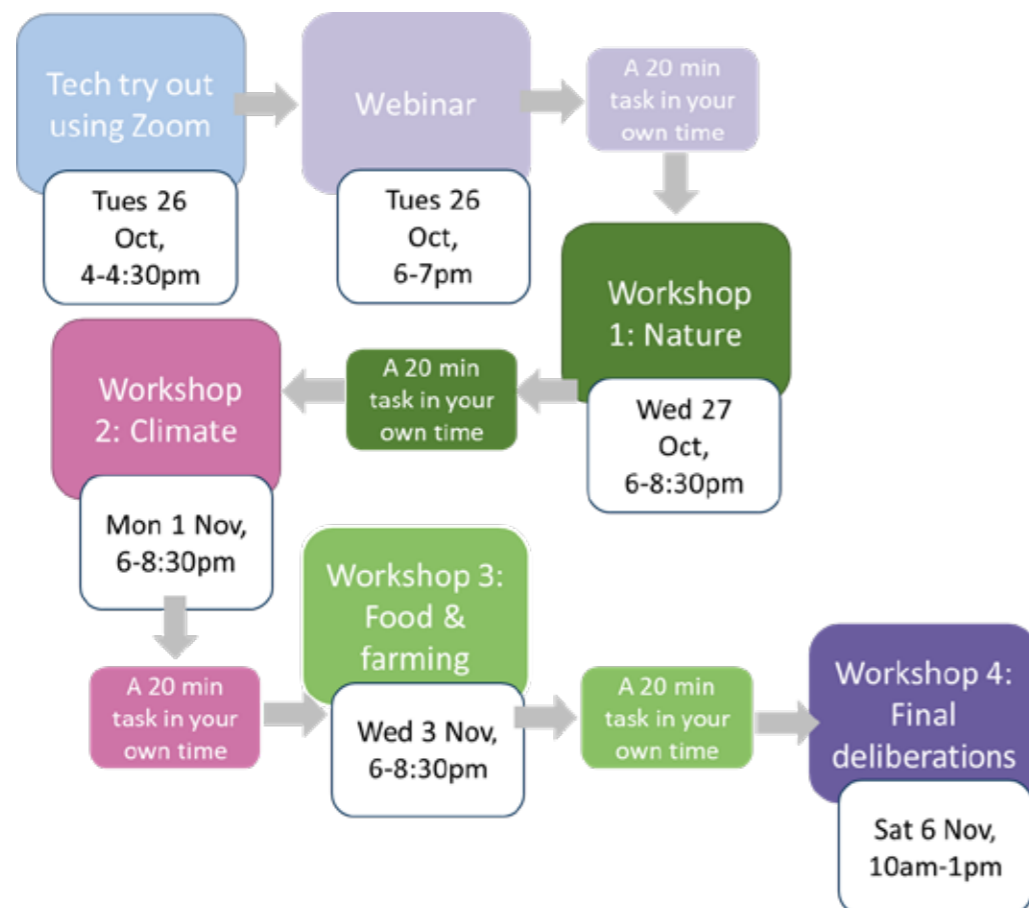 Tech try out
using Zoom
Tues 26
Oct,
4-4:30pm
Webinar
Tues 26
Oct,
6-7pm
A 20 min
task in your
own time
Workshop
1: Nature
Wed 27
Oct,
6-8:30pm
A 20 min
task in your
own time
Workshop
2: Climate
Mon 1 Nov,
6-8:30pm
A 20 min
task in your
own time
Workshop 3:
Food &
farming
Wed 3 Nov,
6-8:30pm
A 20 min
task in your
own time
Workshop 4:
Final
deliberations
Sat 6 Nov,
10am-1pm